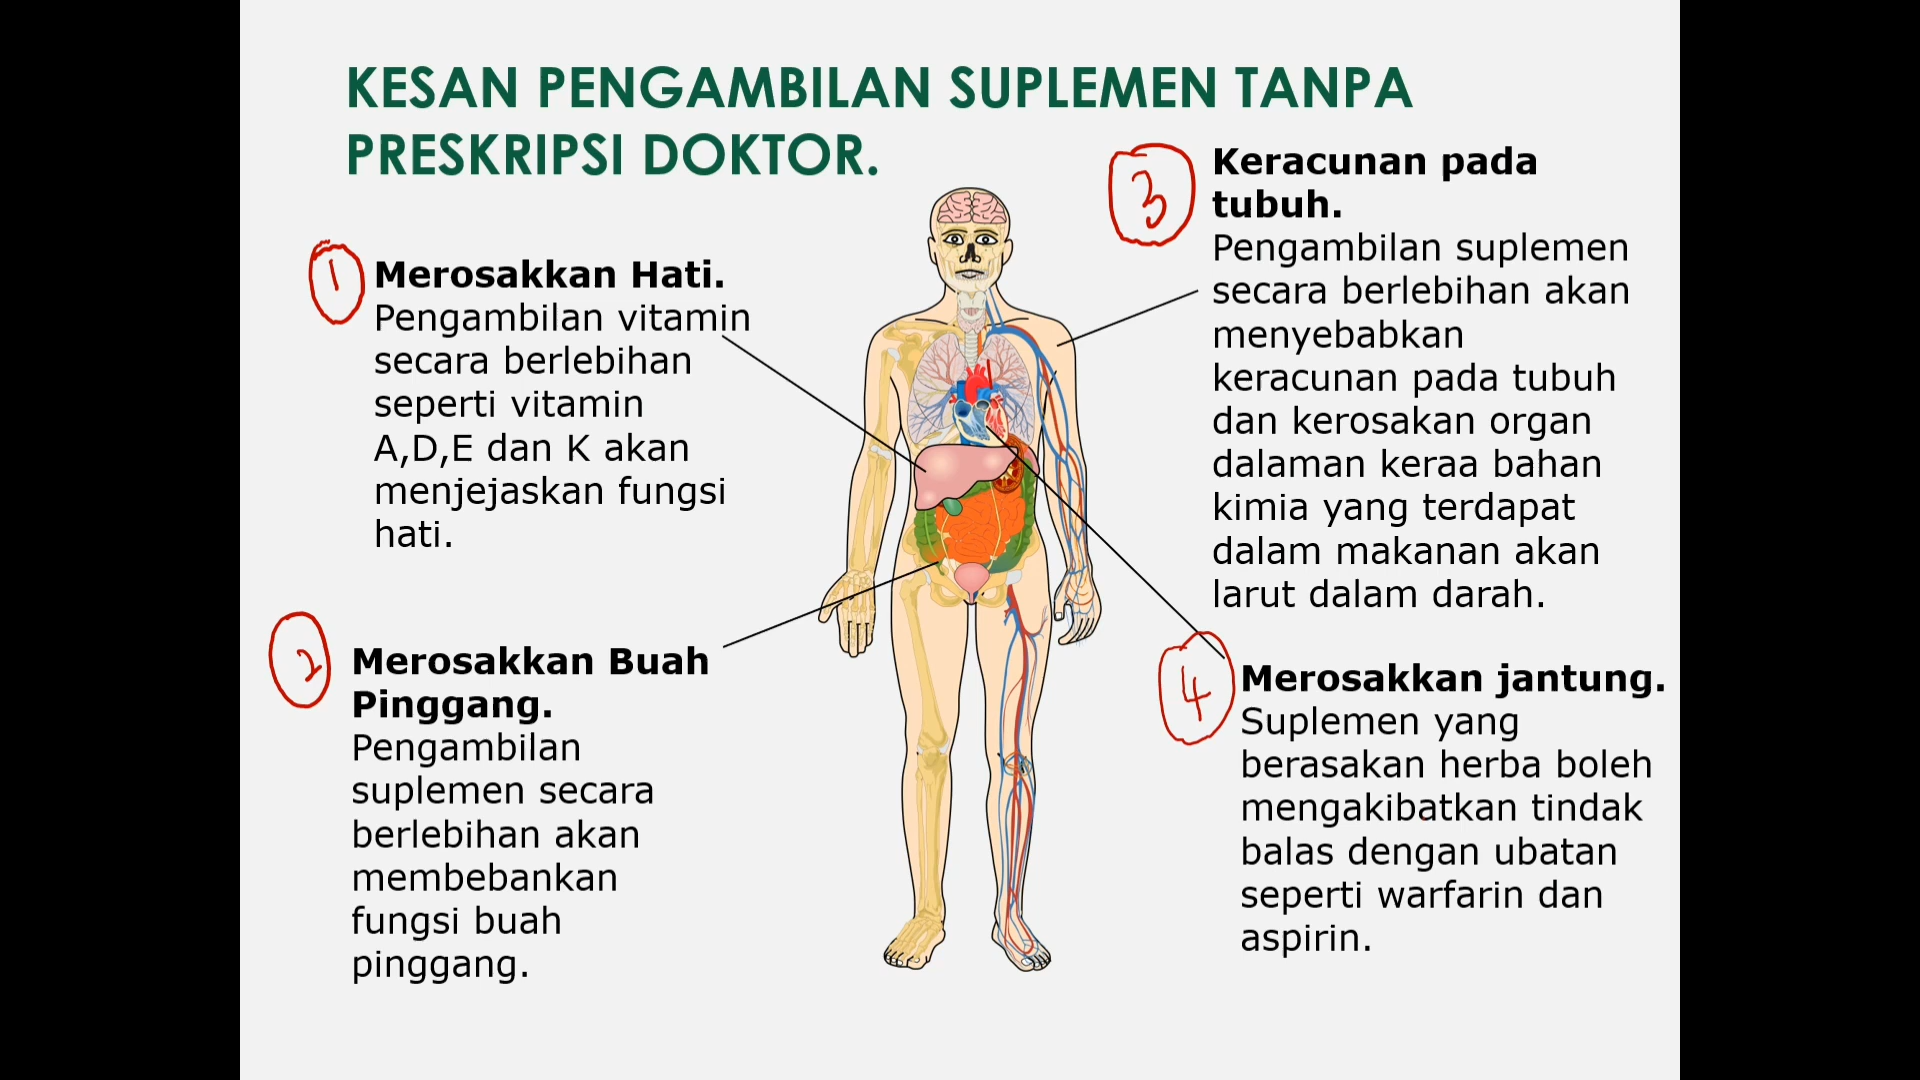 KESAN PENGAMBILAN SUPLEMEN TANPA
PRESKRIPSI DOKTOR.
1
Merosakkan Hati.
Pengambilan vitamin
secara berlebihan
seperti vitamin
A,D,E dan K akan
menjejaskan fungsi
hati.
2
Merosakkan Buah
Pinggang.
Pengambilan
suplemen secara
berlebihan akan
membebankan
fungsi buah
pinggang.
3
Keracunan pada
tubuh.
Pengambilan suplemen
secara berlebihan akan
menyebabkan
keracunan pada tubuh
dan kerosakan organ
dalaman keraa bahan
kimia yang terdapat
dalam makanan akan
larut dalam darah.
4
Merosakkan jantung.
Suplemen yang
berasakan herba boleh
mengakibatkan tindak
balas dengan ubatan
seperti warfarin dan
aspirin.